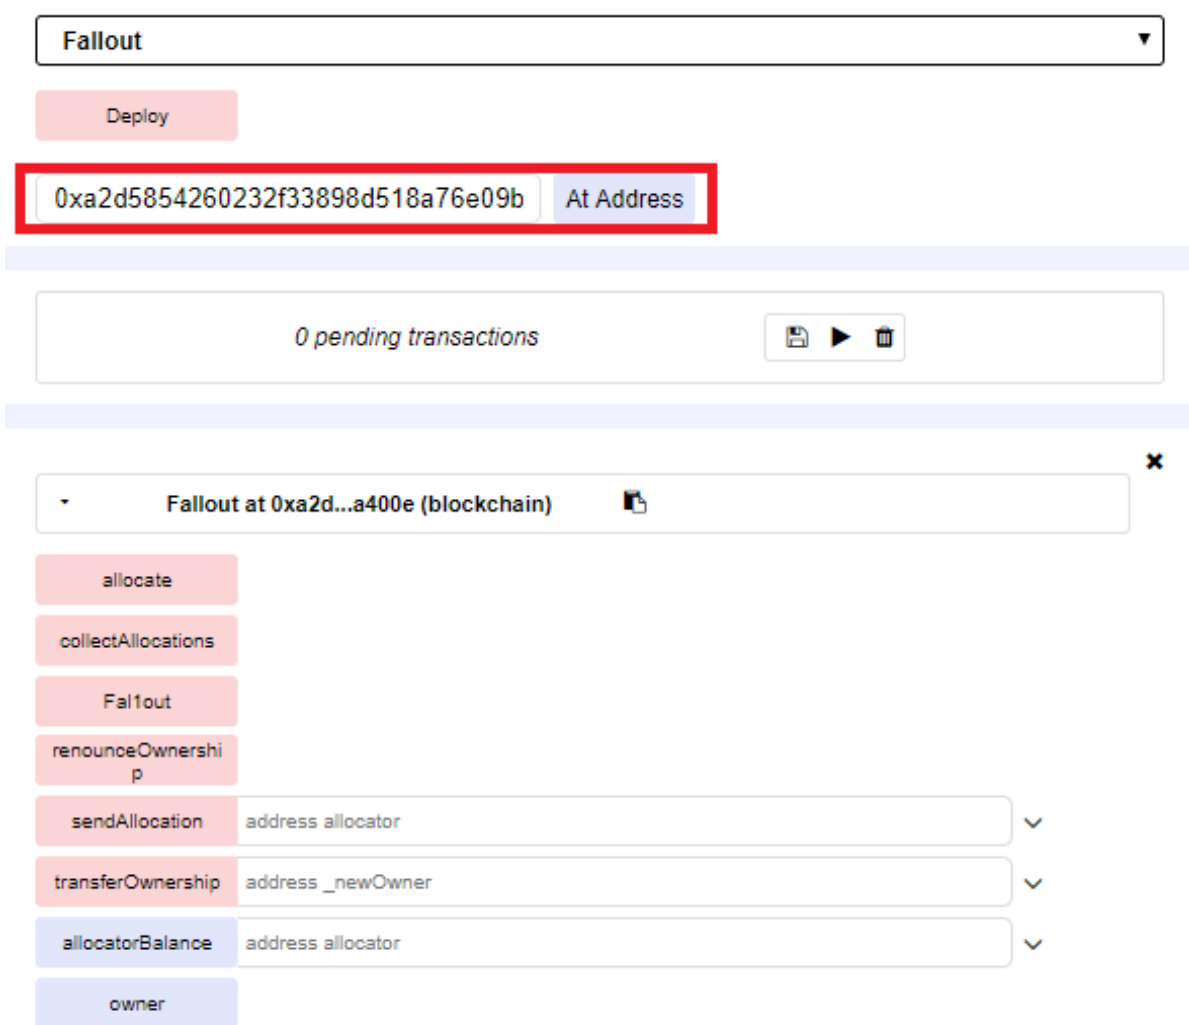 Fallout
Deploy
0xa2d5854260232f33898d518a76e09b At Address
0 pending transactions
Fallout at 0xa2d...a400e (blockchain)
allocate
collectAllocations
Fal1out
renounceOwnershi
p
sendAllocation address allocator
transferOwnership address _newOwner
allocatorBalance address allocator
owner